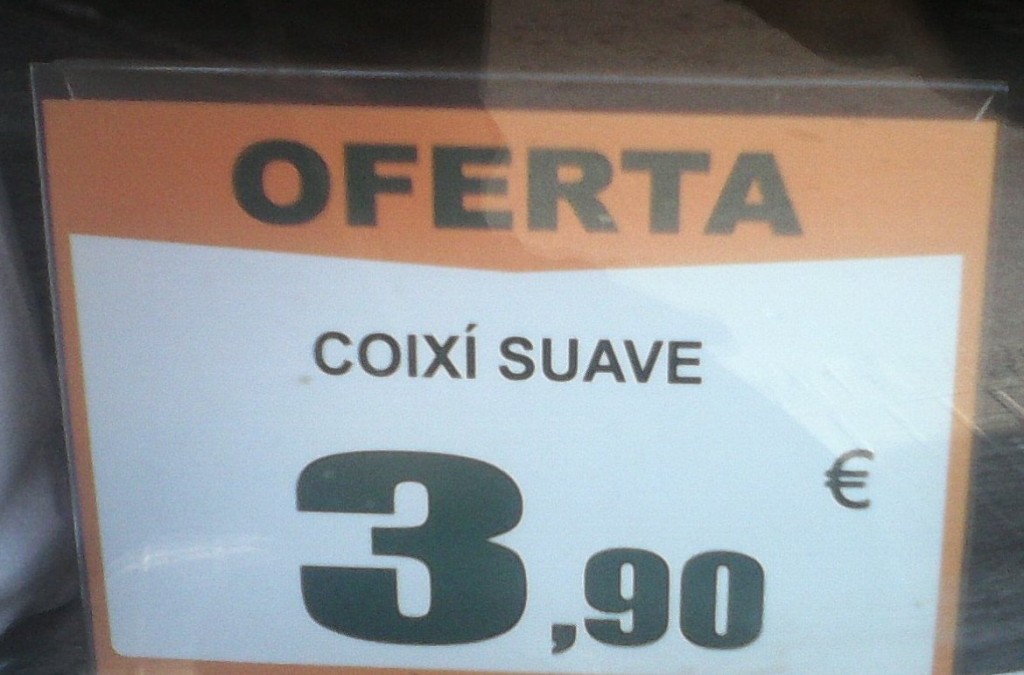 OFERTA
COIXÍ SUAVE
€
3,90